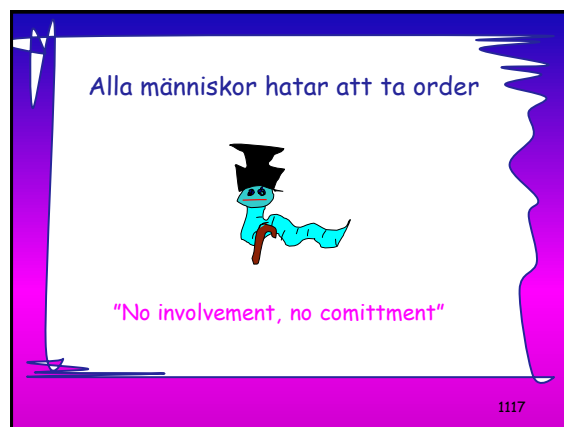 Alla människor hatar att ta order
”No involvement, no comittment”
1117